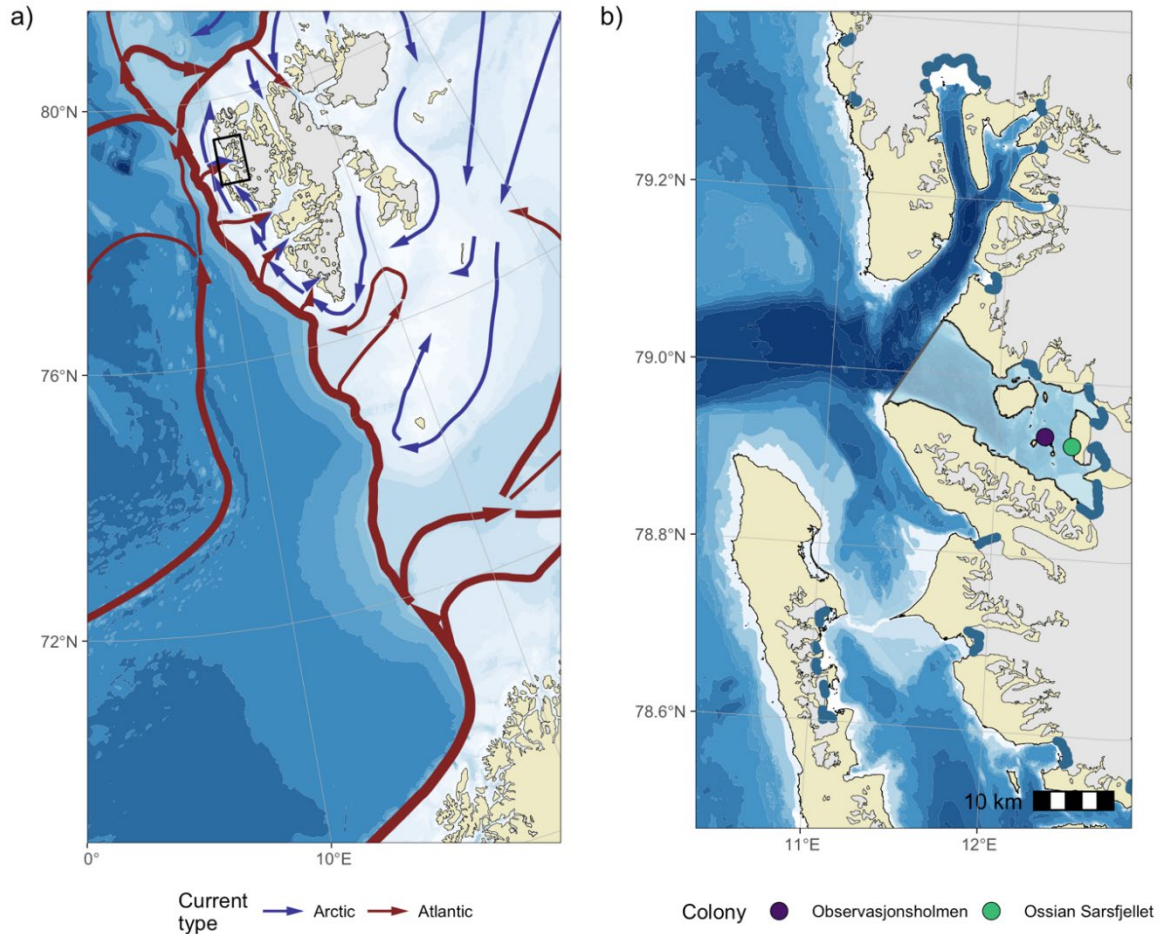 a)
80°N
76°N
72°N
0°
10°E
Current
type
Arctic
Atlantic
b)
79.2°N
79.0°N
78.8°N
78.6°N
10 km
11°E
12°E
Colony
Observasjonsholmen
Ossian Sarsfjellet